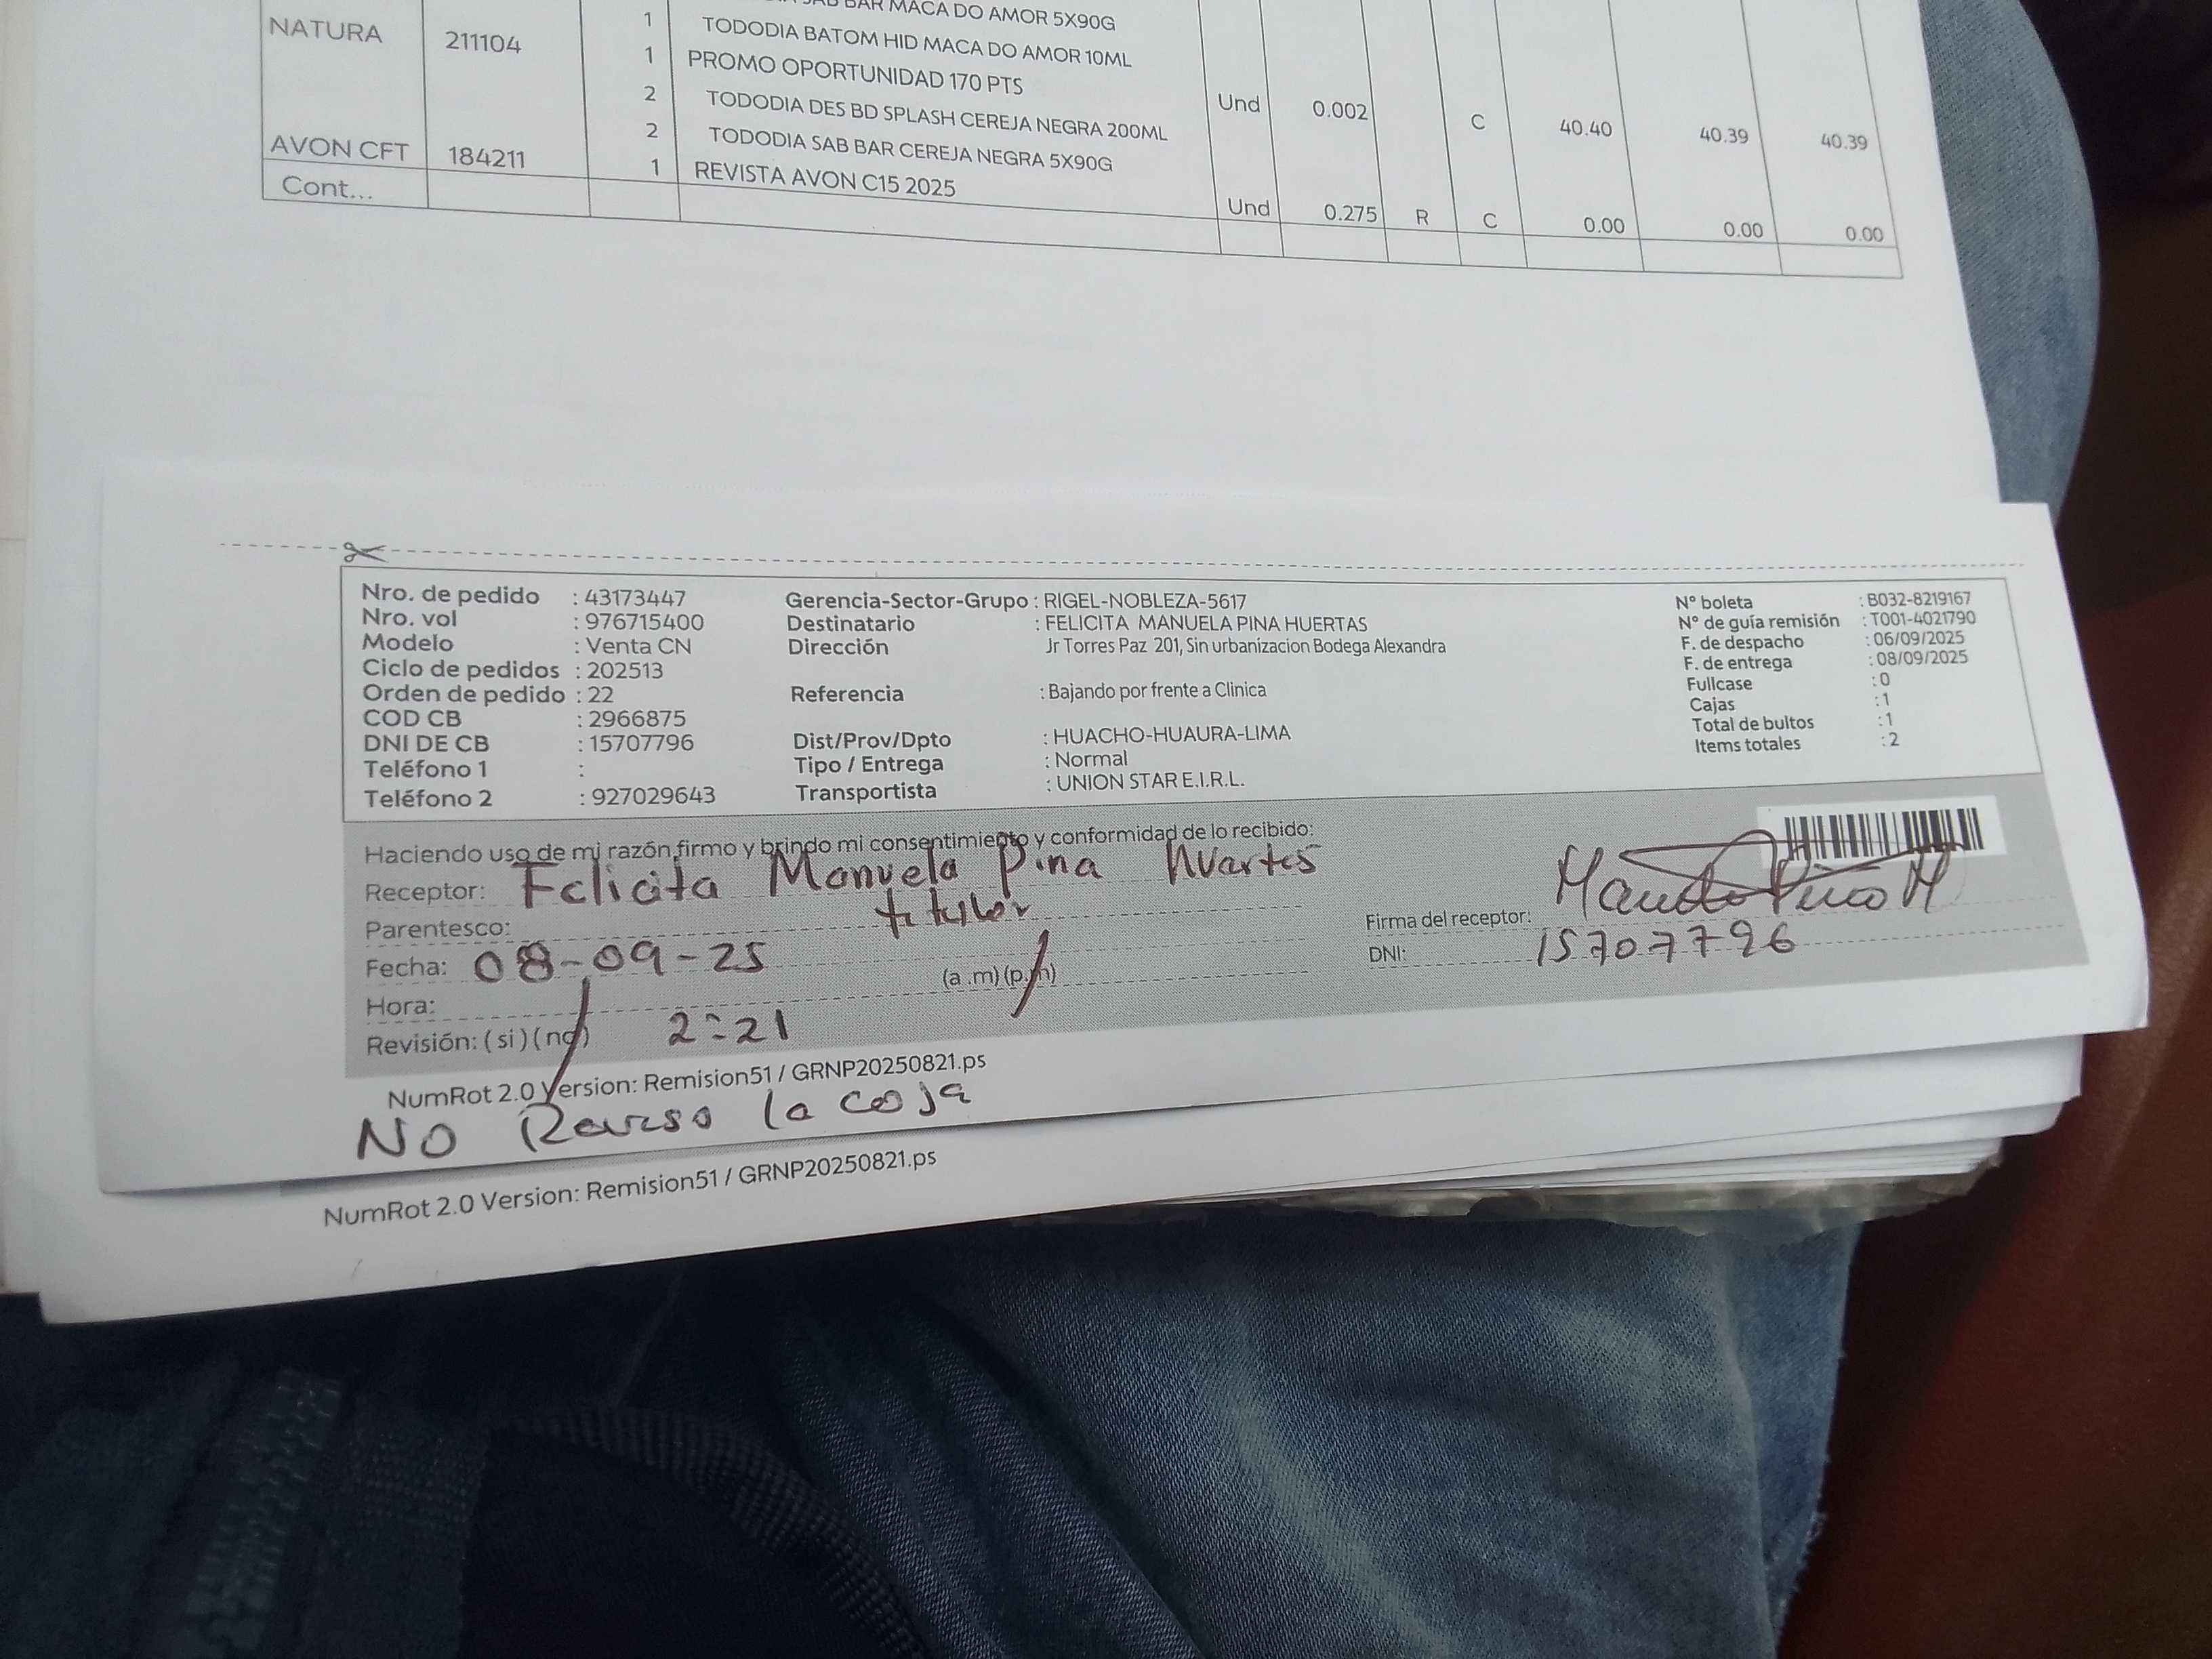 SAB BAR MACA DO AMOR 5X90G
1 TODODIA BATOM HID MACA DO AMOR 10ML
NATURA 211104 1 PROMO OPORTUNIDAD 170 PTS Und 0.002 C 40.40 40.39 40.39
2 TODODIA DES BD SPLASH CEREJA NEGRA 200ML
2 TODODIA SAB BAR CEREJA NEGRA 5X90G
AVON CFT 184211 1 REVISTA AVON C15 2025 Und 0.275 R C 0.00 0.00 0.00
Cont...
Nro. de pedido : 43173447
Nro. vol : 976715400
Modelo : Venta CN
Ciclo de pedidos : 202513
Orden de pedido : 22
COD CB : 2966875
DNI DE CB : 15707796
Teléfono 1 :
Teléfono 2 : 927029643
Gerencia-Sector-Grupo : RIGEL-NOBLEZA-5617
Destinatario : FELICITA MANUELA PINA HUERTAS
Dirección Jr Torres Paz 201, Sin urbanizacion Bodega Alexandra
Referencia : Bajando por frente a Clinica
Dist/Prov/Dpto : HUACHO-HUAURA-LIMA
Tipo / Entrega : Normal
Transportista : UNION STAR E.I.R.L.
N° boleta : B032-8219167
N° de guía remisión : T001-4021790
F. de despacho : 06/09/2025
F. de entrega : 08/09/2025
Fullcase : 0
Cajas : 1
Total de bultos : 1
Items totales : 2
Haciendo uso de mi razón, firmo y brindo mi consentimiento y conformidad de lo recibido:
Receptor: Felicita Manuela Pina Huartes
Parentesco: titular
Fecha: 08-09-25
Hora: 2:21 (a .m) (p.m)
Revisión: ( si ) ( no )
Firma del receptor:
DNI: 15707796
NumRot 2.0 Version: Remision51 / GRNP20250821.ps
NO Reviso la caja
NumRot 2.0 Version: Remision51 / GRNP20250821.ps